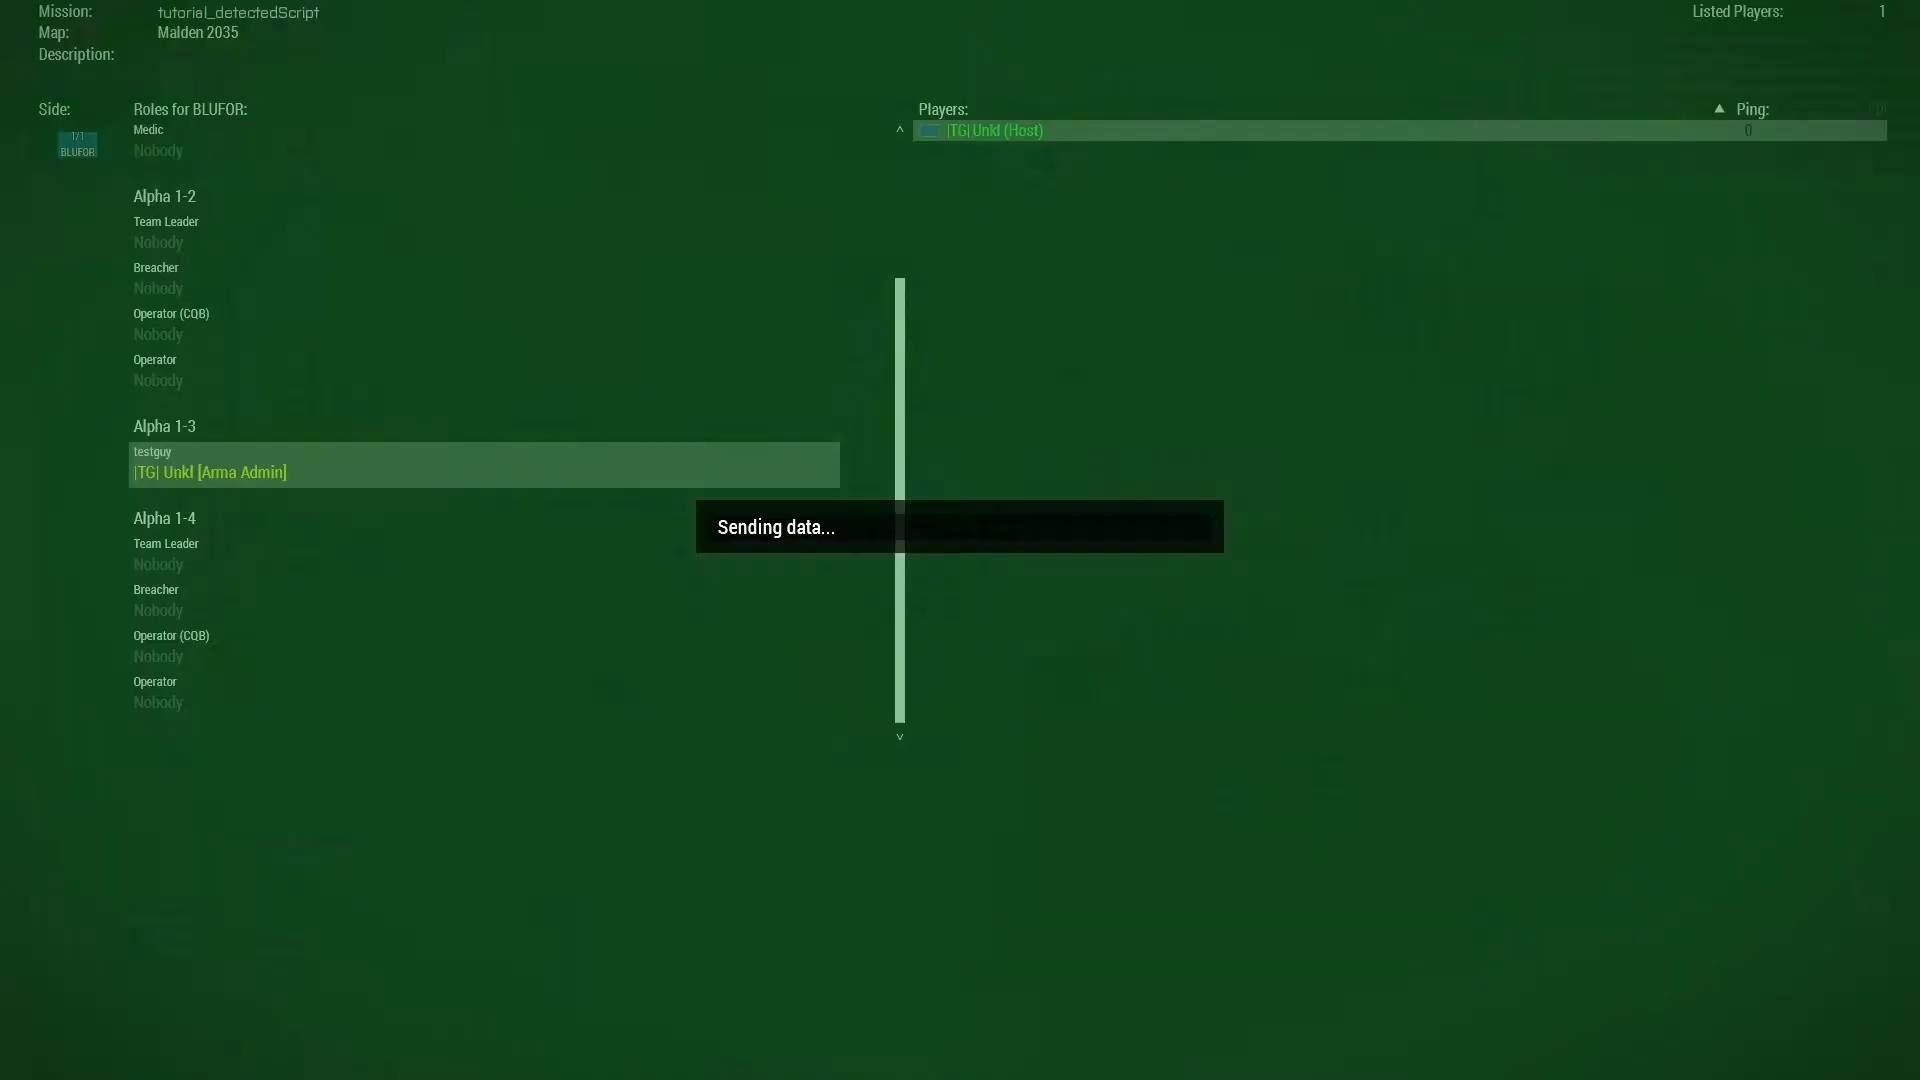 Mission: tutorial_detectedScript
Listed Players: 1
Map: Malden 2035
Description:
Side:
1/1
BLUFOR
Roles for BLUFOR:
Medic
Nobody
Alpha 1-2
Team Leader
Nobody
Breacher
Nobody
Operator (CQB)
Nobody
Operator
Nobody
Alpha 1-3
testguy
|TG| Unkl [Arma Admin]
Alpha 1-4
Team Leader
Nobody
Breacher
Nobody
Operator (CQB)
Nobody
Operator
Nobody
Players: Ping:
|TG| Unkl (Host) 0
Sending data...